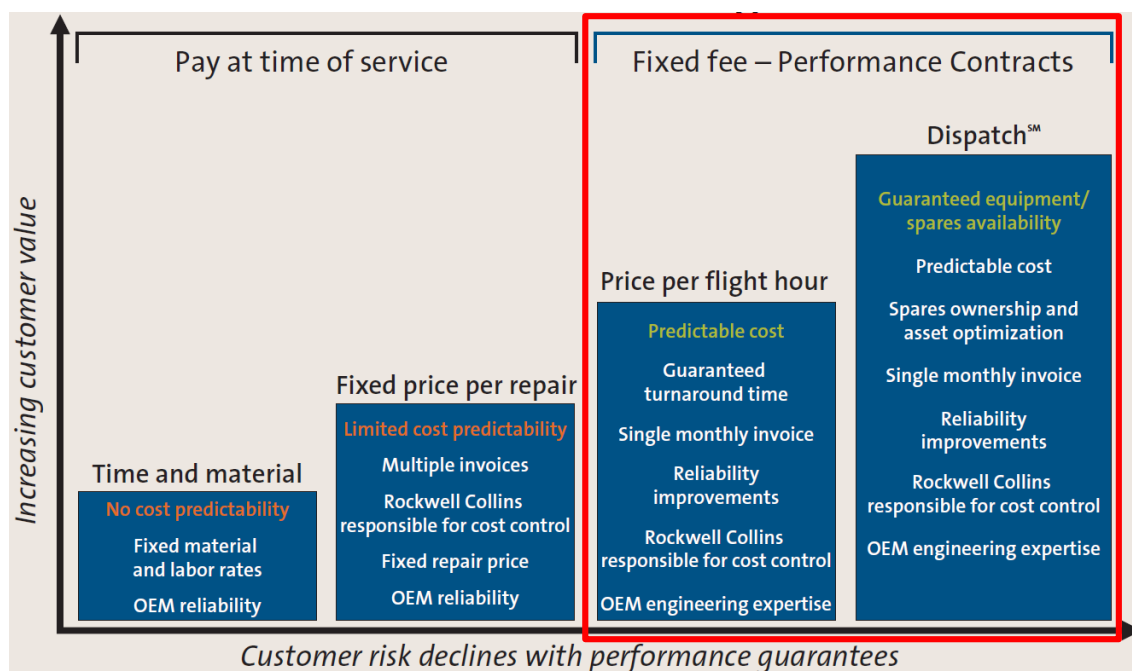 Pay at time of service
Fixed fee – Performance Contracts
Increasing customer value
Time and material
No cost predictability
Fixed material
and labor rates
OEM reliability
Fixed price per repair
Limited cost predictability
Multiple invoices
Rockwell Collins
responsible for cost control
Fixed repair price
OEM reliability
Price per flight hour
Predictable cost
Guaranteed
turnaround time
Single monthly invoice
Reliability
improvements
Rockwell Collins
responsible for cost control
OEM engineering expertise
Dispatch℠
Guaranteed equipment/
spares availability
Predictable cost
Spares ownership and
asset optimization
Single monthly invoice
Reliability
improvements
Rockwell Collins
responsible for cost control
OEM engineering expertise
Customer risk declines with performance guarantees